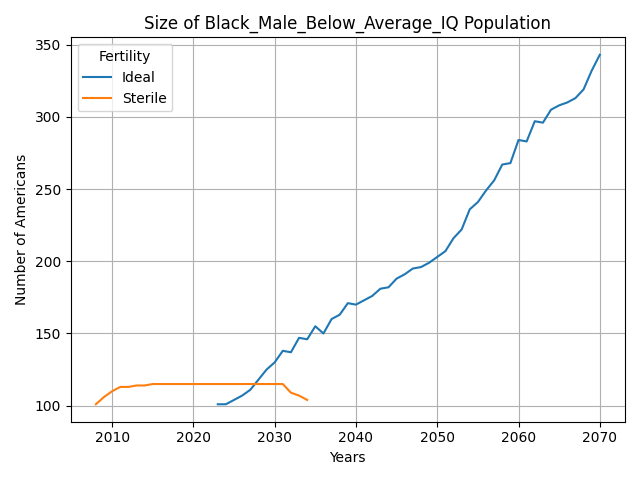 Size of Black_Male_Below_Average_IQ Population
350
300
250
200
150
100
Number of Americans
Fertility
Ideal
Sterile
2010 2020 2030 2040 2050 2060 2070
Years